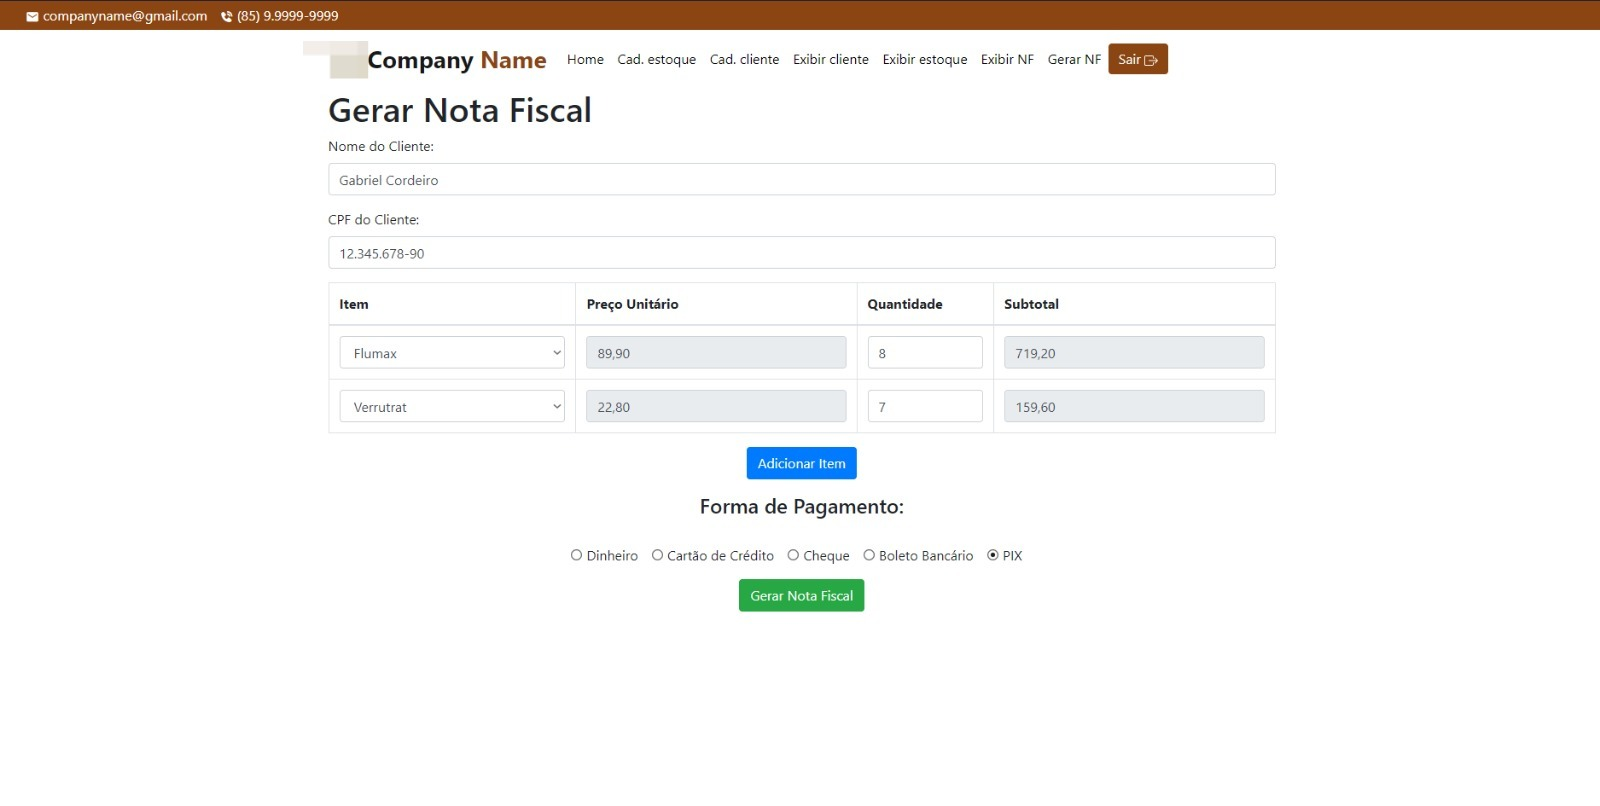 companyname@gmail.com (85) 9.9999-9999
Company Name Home Cad. estoque Cad. cliente Exibir cliente Exibir estoque Exibir NF Gerar NF Sair
Gerar Nota Fiscal
Nome do Cliente:
Gabriel Cordeiro
CPF do Cliente:
12.345.678-90
Item Preço Unitário Quantidade Subtotal
Flumax 89,90 8 719,20
Verrutrat 22,80 7 159,60
Adicionar Item
Forma de Pagamento:
Dinheiro Cartão de Crédito Cheque Boleto Bancário PIX
Gerar Nota Fiscal